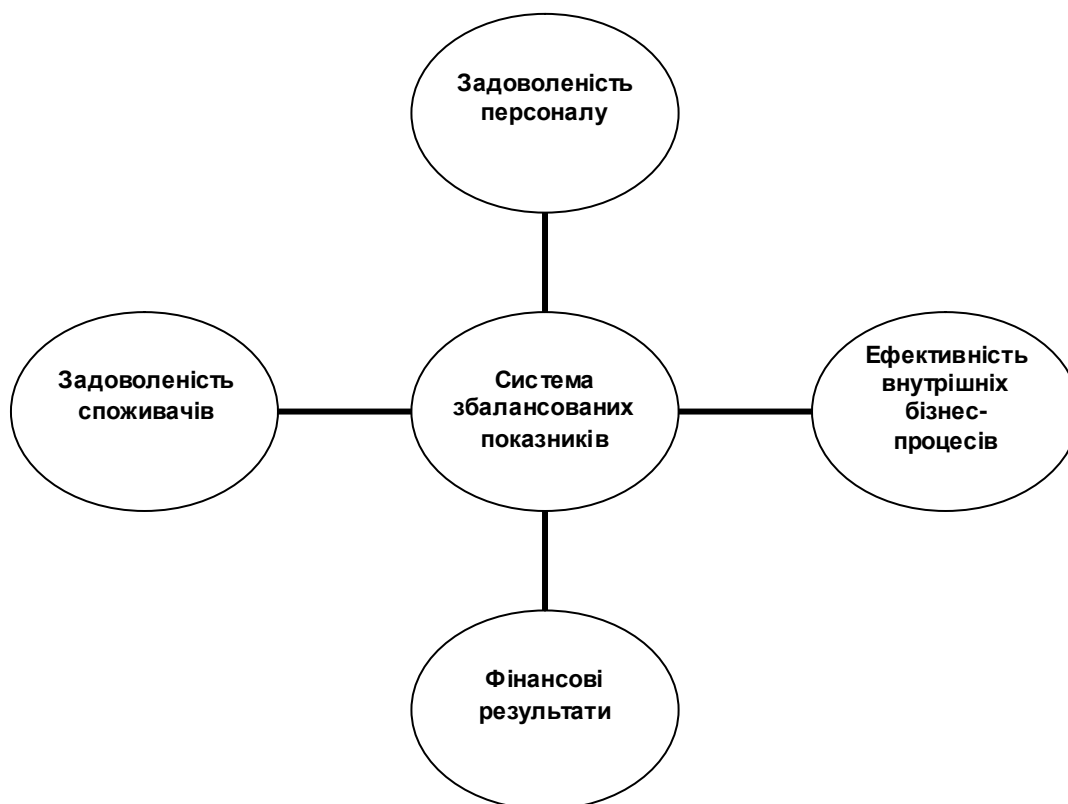 Задоволеність
персоналу
Задоволеність
споживачів
Система
збалансованих
показників
Ефективність
внутрішніх
бізнес-
процесів
Фінансові
результати